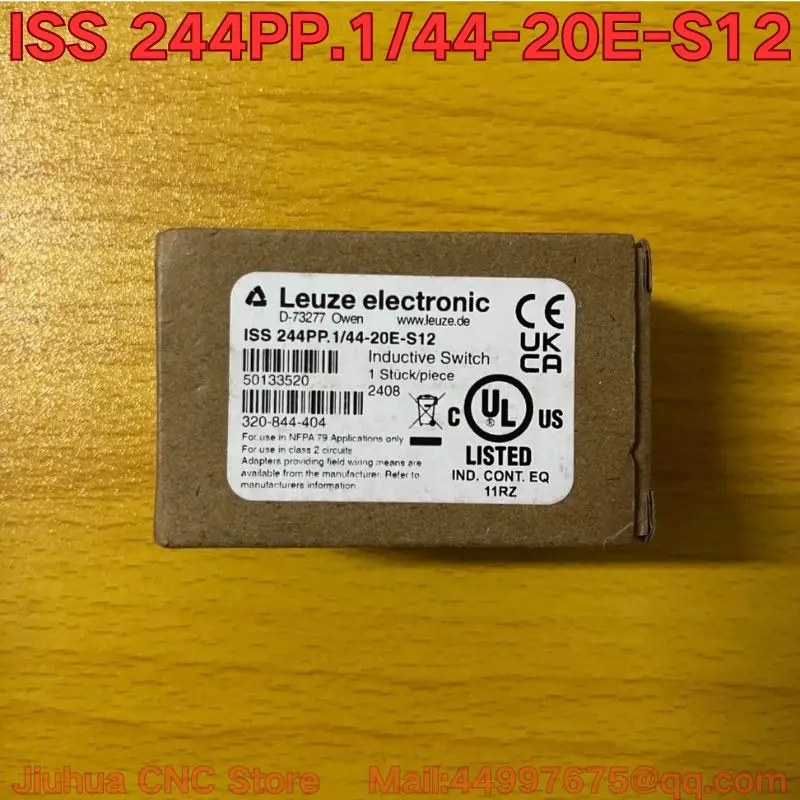 ISS 244PP.1/44-20E-S12
Leuze electronic
D-73277 Owen www.leuze.de
ISS 244PP.1/44-20E-S12
Inductive Switch
50133520
1 Stück/piece
2408
320-844-404
For use in NFPA 79 Applications only
For use in class 2 circuits
Adapters providing field wiring means are
available from the manufacturer. Refer to
manufacturers information
CE
UK
CA
C UL US
LISTED
IND. CONT. EQ
11RZ
Jiuhua CNC Store Mail:44997675@qq.com